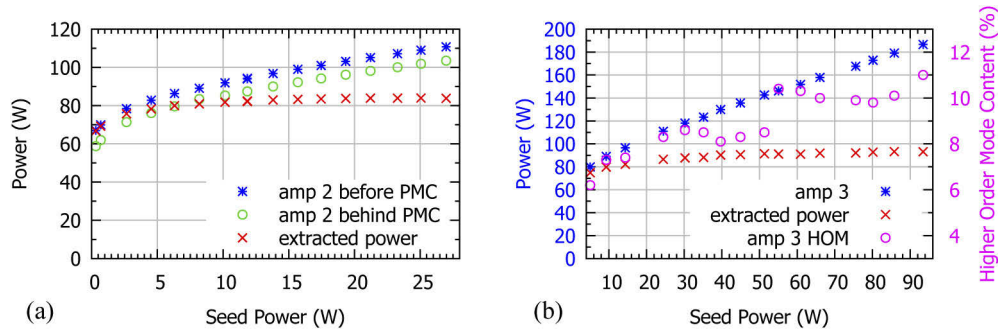 120
100
80
60
40
20
0
Power (W)
amp 2 before PMC
amp 2 behind PMC
extracted power
0 5 10 15 20 25
Seed Power (W)
(a)
200
180
160
140
120
100
80
60
40
20
0
Power (W)
amp 3
extracted power
amp 3 HOM
12
10
8
6
4
Higher Order Mode Content (%)
10 20 30 40 50 60 70 80 90
Seed Power (W)
(b)